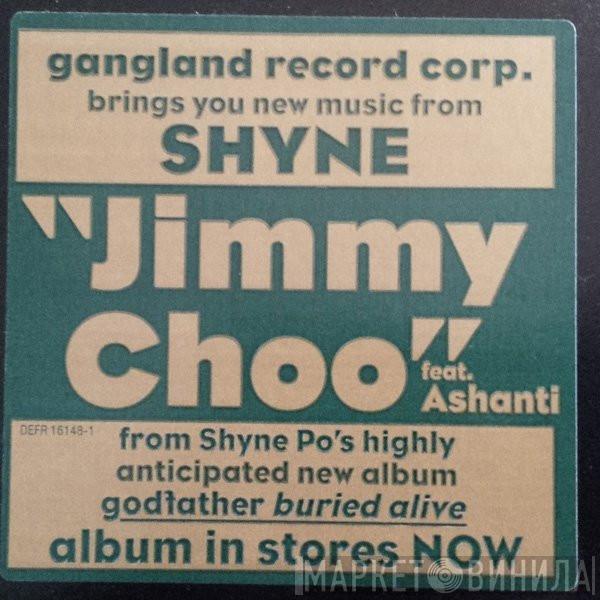 gangland record corp.
brings you new music from
SHYNE
"Jimmy
Choo"
feat.
Ashanti
DEFR 16148-1
from Shyne Po's highly
anticipated new album
godfather buried alive
album in stores NOW
МАРКЕТ ВИНИЛА